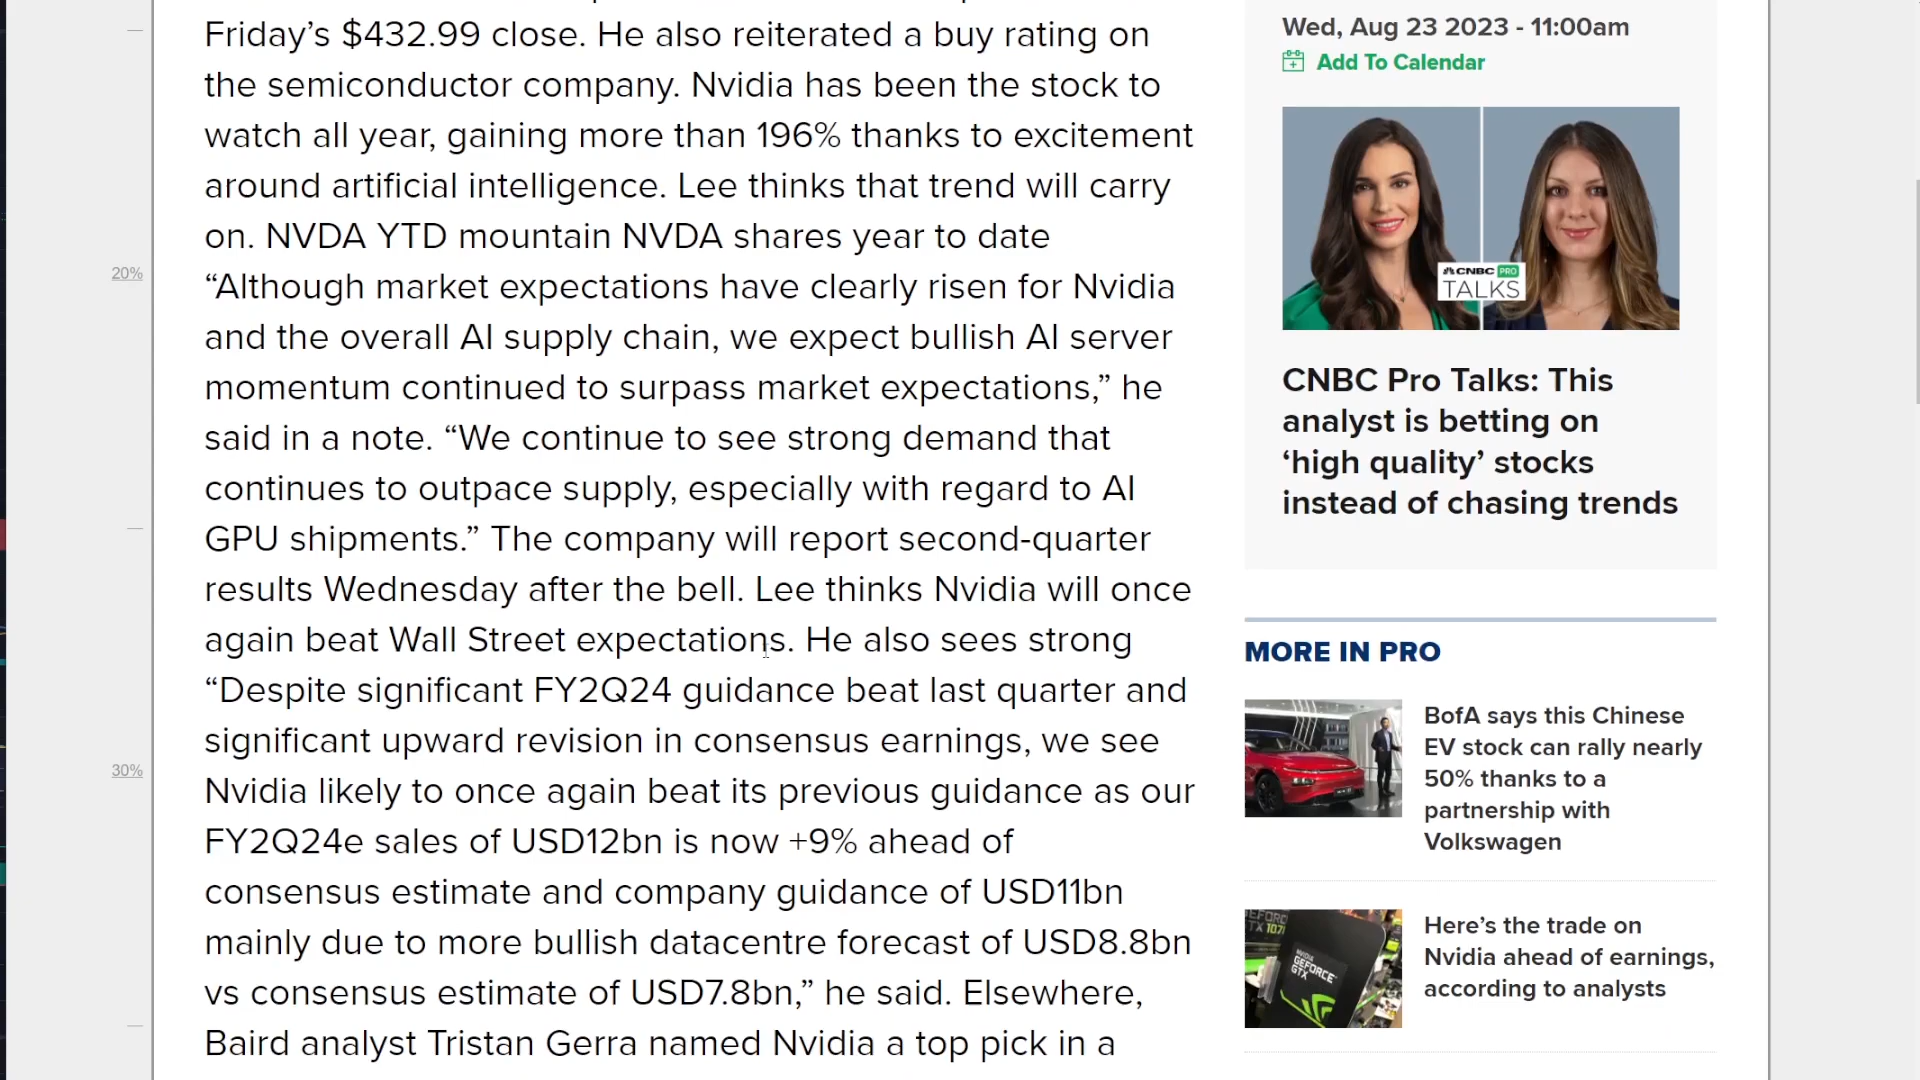 Friday’s $432.99 close. He also reiterated a buy rating on
the semiconductor company. Nvidia has been the stock to
watch all year, gaining more than 196% thanks to excitement
around artificial intelligence. Lee thinks that trend will carry
on. NVDA YTD mountain NVDA shares year to date
“Although market expectations have clearly risen for Nvidia
and the overall AI supply chain, we expect bullish AI server
momentum continued to surpass market expectations,” he
said in a note. “We continue to see strong demand that
continues to outpace supply, especially with regard to AI
GPU shipments.” The company will report second-quarter
results Wednesday after the bell. Lee thinks Nvidia will once
again beat Wall Street expectations. He also sees strong
“Despite significant FY2Q24 guidance beat last quarter and
significant upward revision in consensus earnings, we see
Nvidia likely to once again beat its previous guidance as our
FY2Q24e sales of USD12bn is now +9% ahead of
consensus estimate and company guidance of USD11bn
mainly due to more bullish datacentre forecast of USD8.8bn
vs consensus estimate of USD7.8bn,” he said. Elsewhere,
Baird analyst Tristan Gerra named Nvidia a top pick in a
20%
30%
Wed, Aug 23 2023 - 11:00am
Add To Calendar
CNBC PRO
TALKS
CNBC Pro Talks: This
analyst is betting on
‘high quality’ stocks
instead of chasing trends
MORE IN PRO
BofA says this Chinese
EV stock can rally nearly
50% thanks to a
partnership with
Volkswagen
NVIDIA
GEFORCE
GTX
Here’s the trade on
Nvidia ahead of earnings,
according to analysts